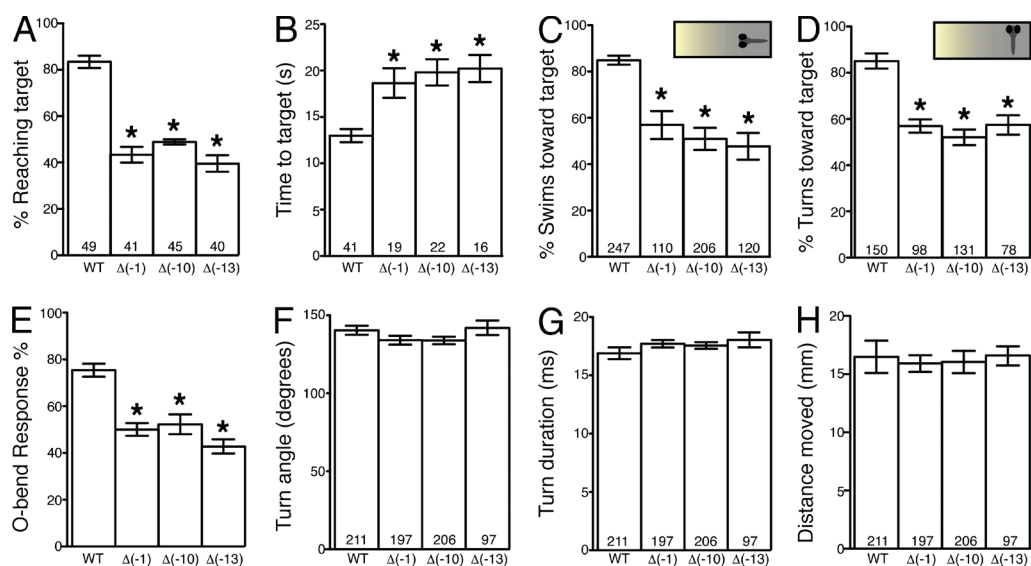 A
% Reaching target
100
80
60
40
20
0
* * *
49 41 45 40
WT Δ(-1) Δ(-10) Δ(-13)
B
Time to target (s)
25
20
15
10
5
0
* * *
41 19 22 16
WT Δ(-1) Δ(-10) Δ(-13)
C
% Swims toward target
100
80
60
40
20
0
* * *
247 110 206 120
WT Δ(-1) Δ(-10) Δ(-13)
D
% Turns toward target
100
80
60
40
20
0
* * *
150 98 131 78
WT Δ(-1) Δ(-10) Δ(-13)
E
O-bend Response %
100
80
60
40
20
0
* * *
WT Δ(-1) Δ(-10) Δ(-13)
F
Turn angle (degrees)
150
100
50
0
211 197 206 97
WT Δ(-1) Δ(-10) Δ(-13)
G
Turn duration (ms)
20
15
10
5
0
211 197 206 97
WT Δ(-1) Δ(-10) Δ(-13)
H
Distance moved (mm)
20
15
10
5
0
211 197 206 97
WT Δ(-1) Δ(-10) Δ(-13)